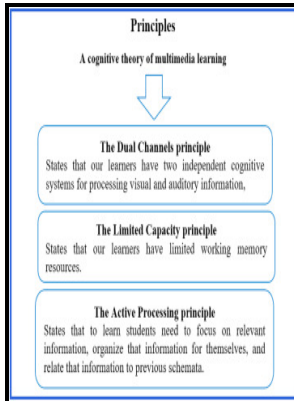 Principles
A cognitive theory of multimedia learning
The Dual Channels principle
States that our learners have two independent cognitive
systems for processing visual and auditory information,
The Limited Capacity principle
States that our learners have limited working memory
resources.
The Active Processing principle
States that to learn students need to focus on relevant
information, organize that information for themselves, and
relate that information to previous schemata.